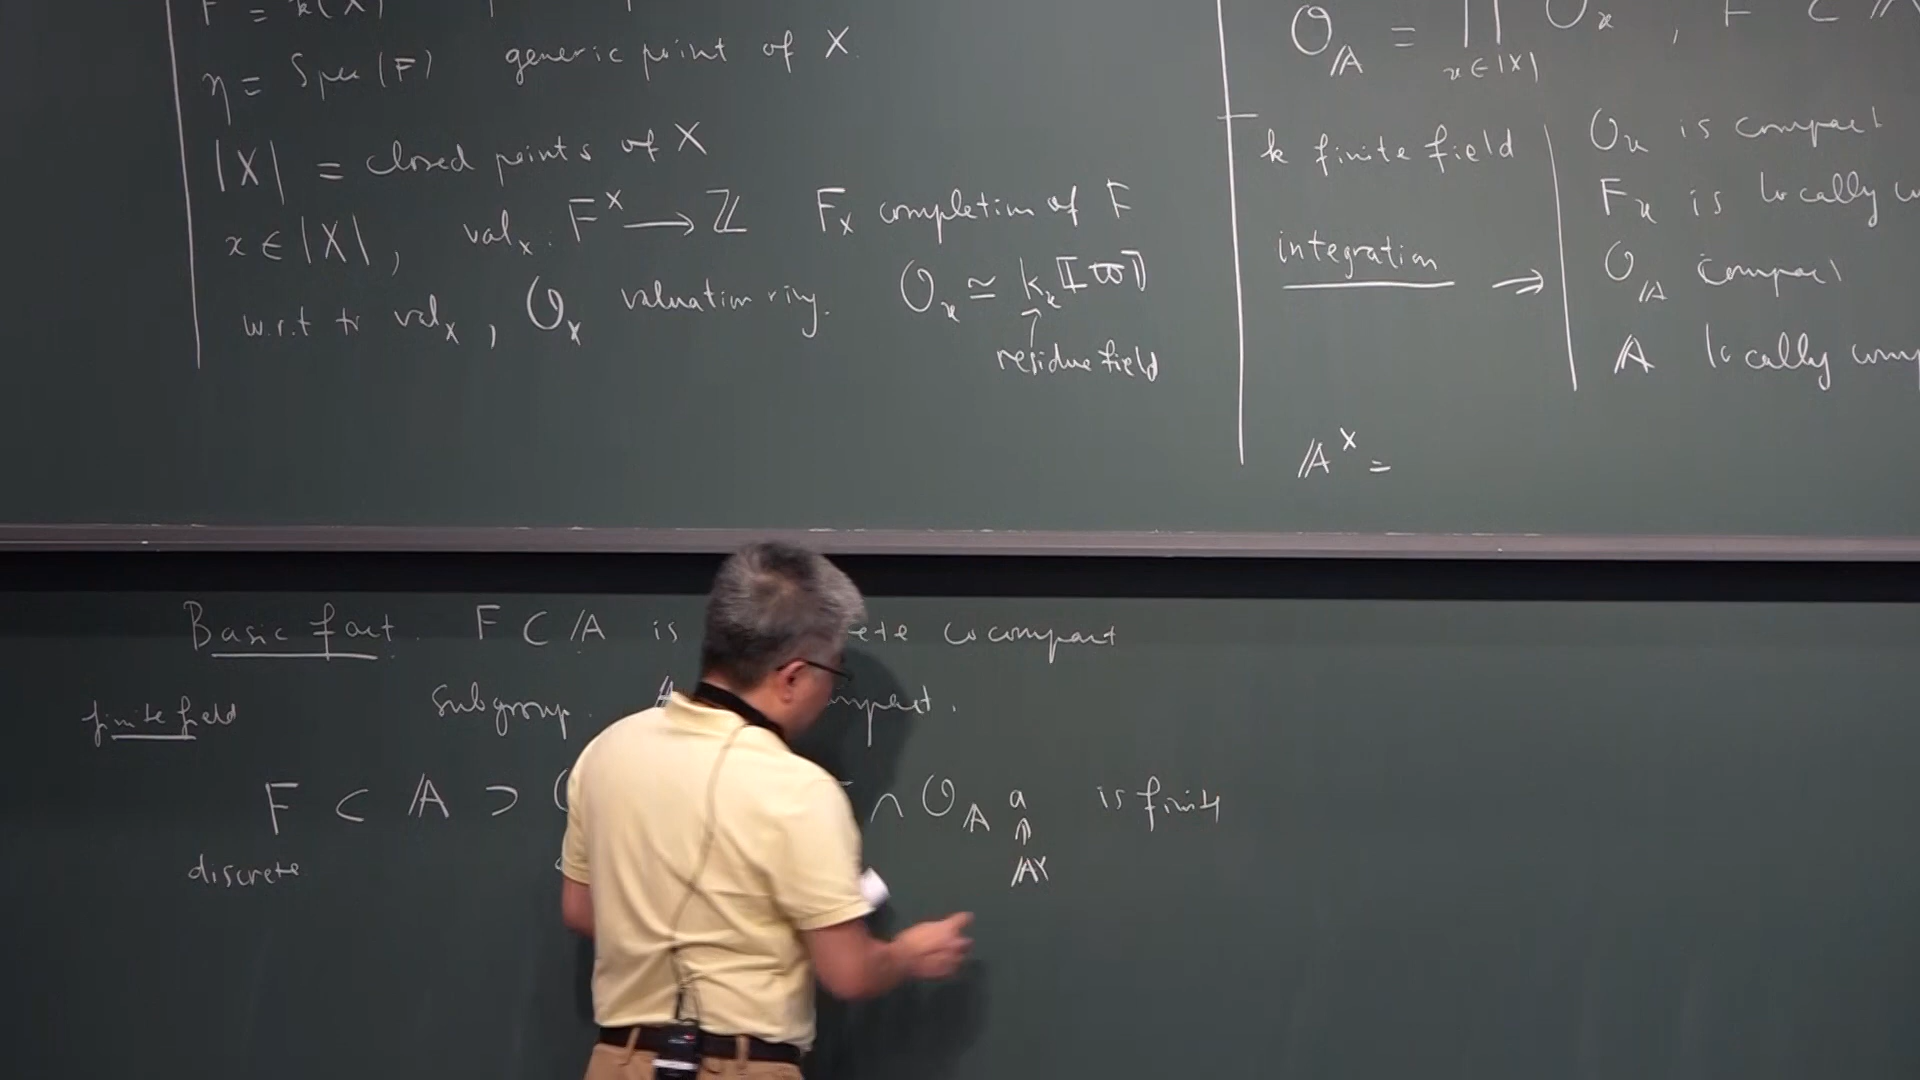 F = k(X)
η = Spec(F) generic point of X.
|X| = closed points of X
x ∈ |X|, val_x : F^× ⟶ ℤ F_x completion of F
w.r.t to val_x, O_x valuation ring. O_x ≃ k_x[[ϖ]]
↑
residue field
O_𝔸 = ∏_{x∈|X|} O_x , F ⊂ 𝔸
k finite field
integration ⇒
O_x is compact
F_x is locally
O_𝔸 compact
𝔸 locally
𝔸^× =
Basic fact. F ⊂ 𝔸 is cocompact
finite field
subgroup.
F ⊂ 𝔸 ⊃ ∩ O_𝔸 a is finite
discrete